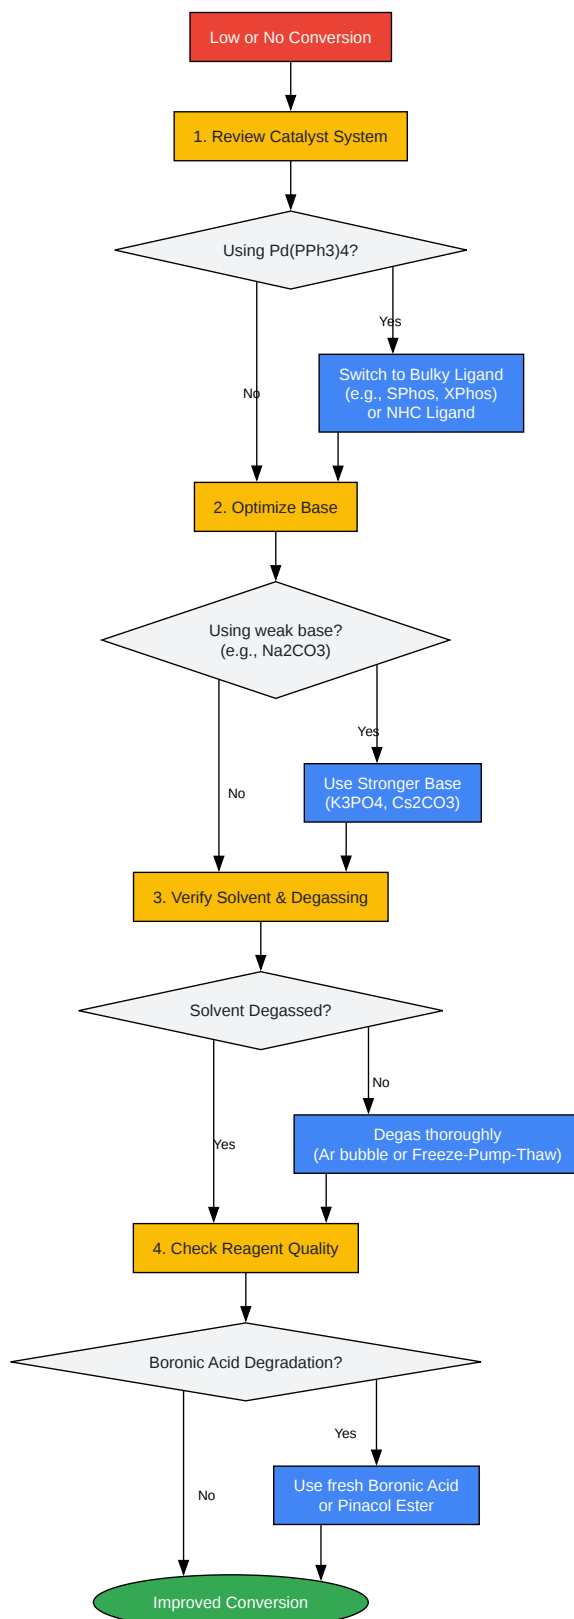 Low or No Conversion
1. Review Catalyst System
Using Pd(PPh3)4?
Yes
Switch to Bulky Ligand
(e.g., SPhos, XPhos)
or NHC Ligand
No
2. Optimize Base
Using weak base?
(e.g., Na2CO3)
Yes
Use Stronger Base
(K3PO4, Cs2CO3)
No
3. Verify Solvent & Degassing
Solvent Degassed?
No
Degas thoroughly
(Ar bubble or Freeze-Pump-Thaw)
Yes
4. Check Reagent Quality
Boronic Acid Degradation?
Yes
Use fresh Boronic Acid
or Pinacol Ester
No
Improved Conversion